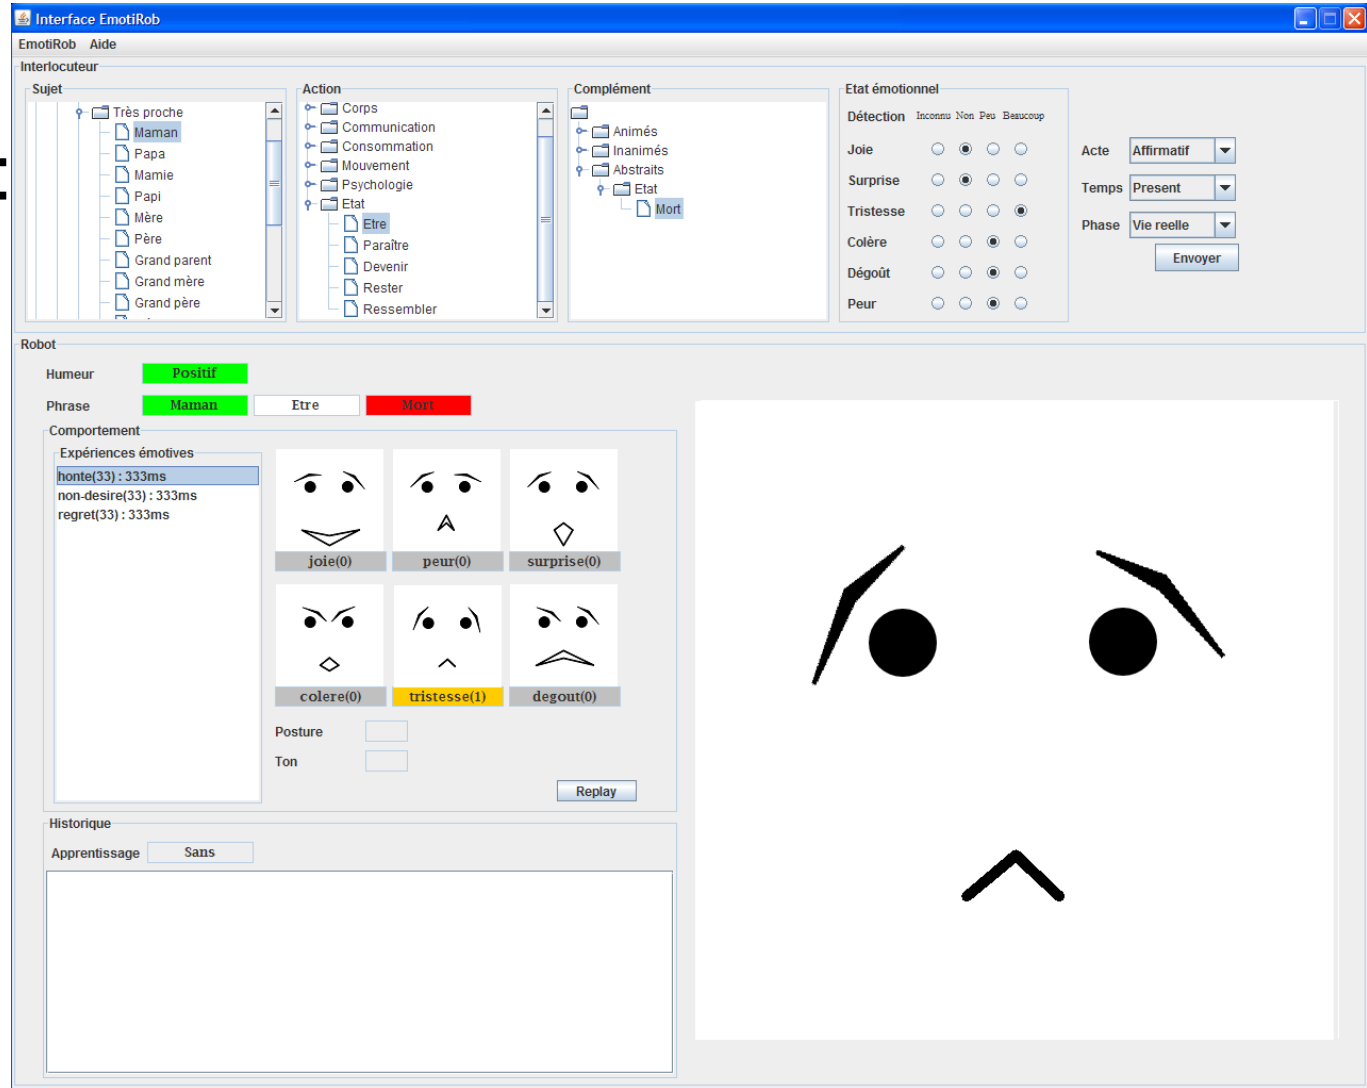 Interface EmotiRob
EmotiRob Aide
Interlocuteur
Sujet
Très proche
Maman
Papa
Mamie
Papi
Mère
Père
Grand parent
Grand mère
Grand père
Action
Corps
Communication
Consommation
Mouvement
Psychologie
Etat
Etre
Paraître
Devenir
Rester
Ressembler
Complément
Animés
Inanimés
Abstraits
Etat
Mort
Etat émotionnel
Détection Inconnu Non Peu Beaucoup
Joie
Surprise
Tristesse
Colère
Dégoût
Peur
Acte Affirmatif
Temps Present
Phase Vie reelle
Envoyer
Robot
Humeur Positif
Phrase Maman Etre Mort
Comportement
Expériences émotives
honte(33) : 333ms
non-desire(33) : 333ms
regret(33) : 333ms
joie(0) peur(0) surprise(0)
colere(0) tristesse(1) degout(0)
Posture
Ton
Replay
Historique
Apprentissage Sans